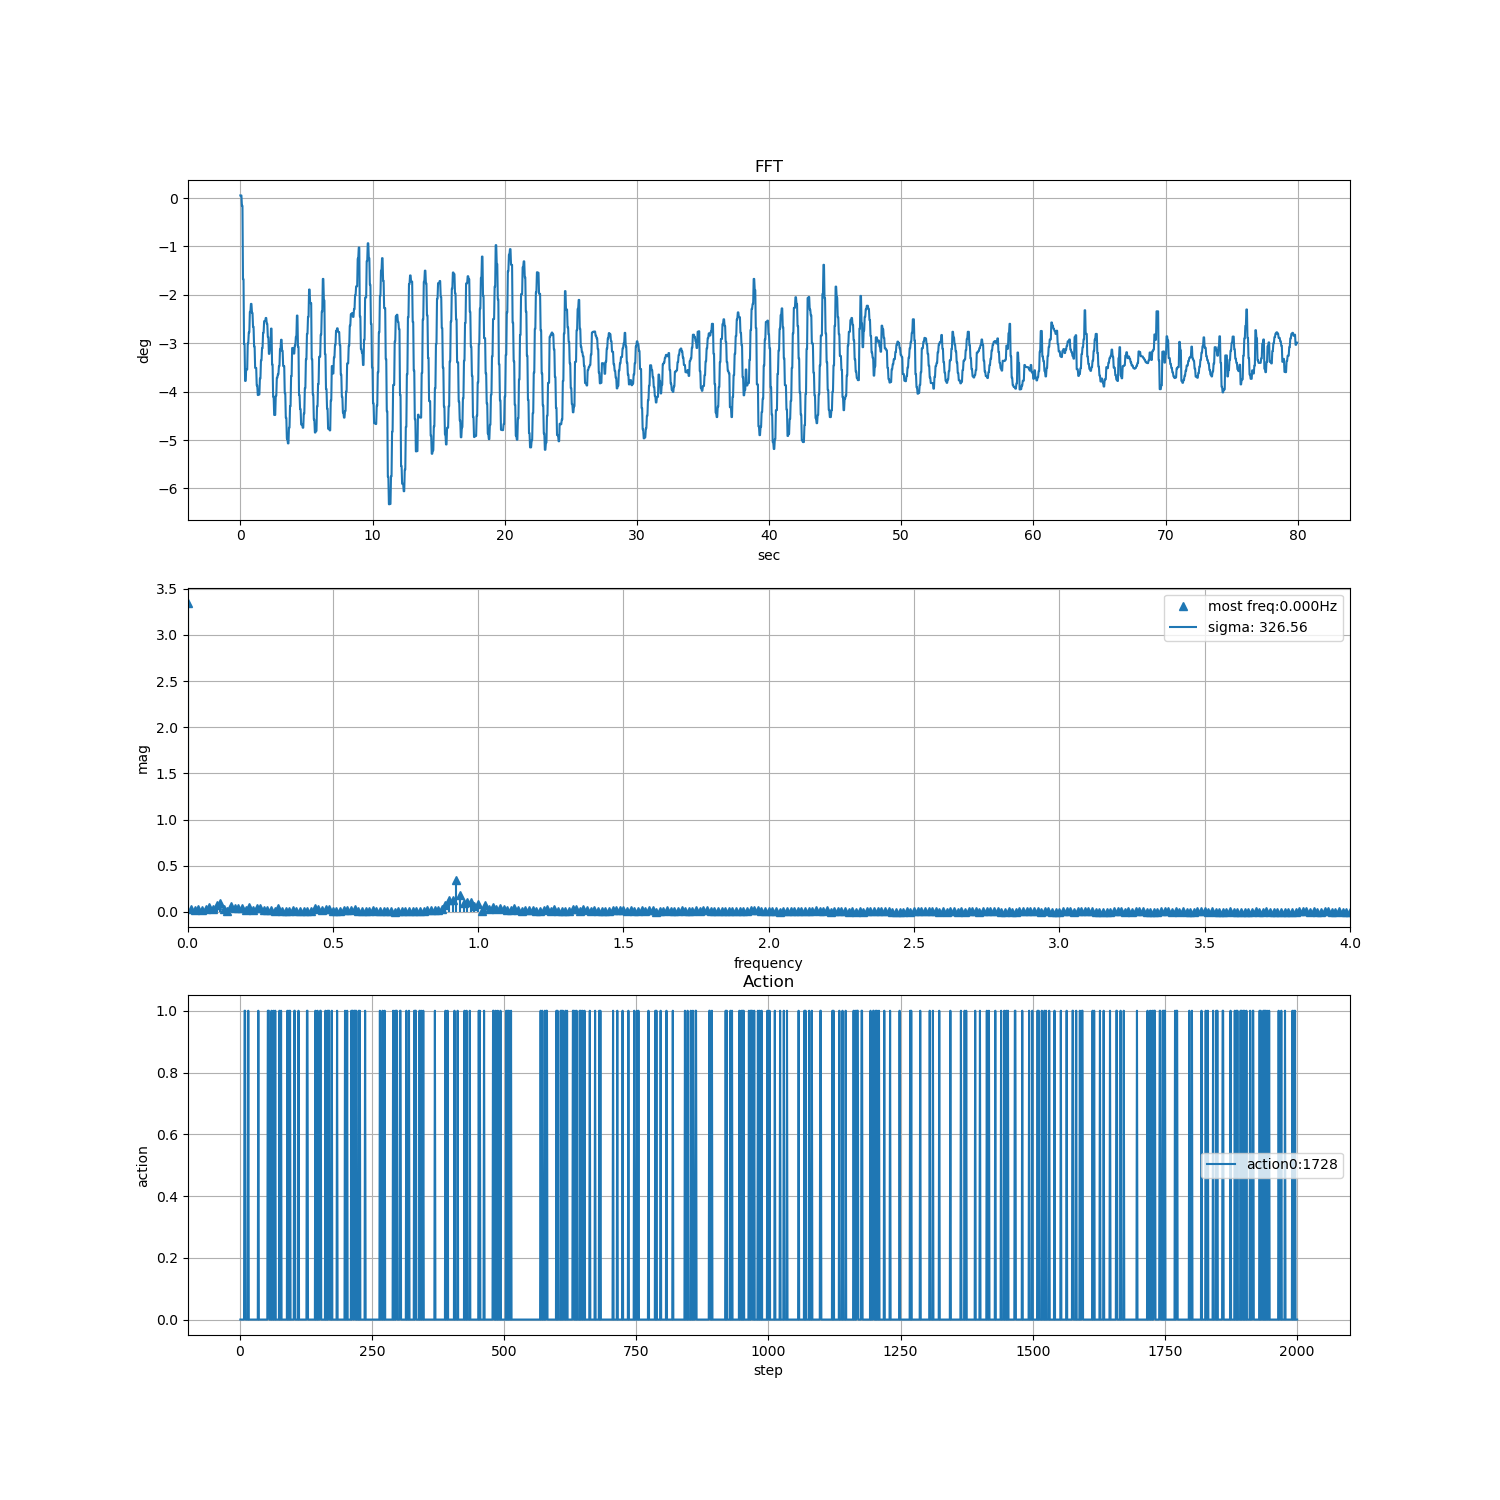 FFT
0
−1
−2
−3
−4
−5
−6
deg
0 10 20 30 40 50 60 70 80
sec
3.5
3.0
2.5
2.0
1.5
1.0
0.5
0.0
mag
most freq:0.000Hz
sigma: 326.56
0.0 0.5 1.0 1.5 2.0 2.5 3.0 3.5 4.0
frequency
Action
1.0
0.8
0.6
0.4
0.2
0.0
action
action0:1728
0 250 500 750 1000 1250 1500 1750 2000
step